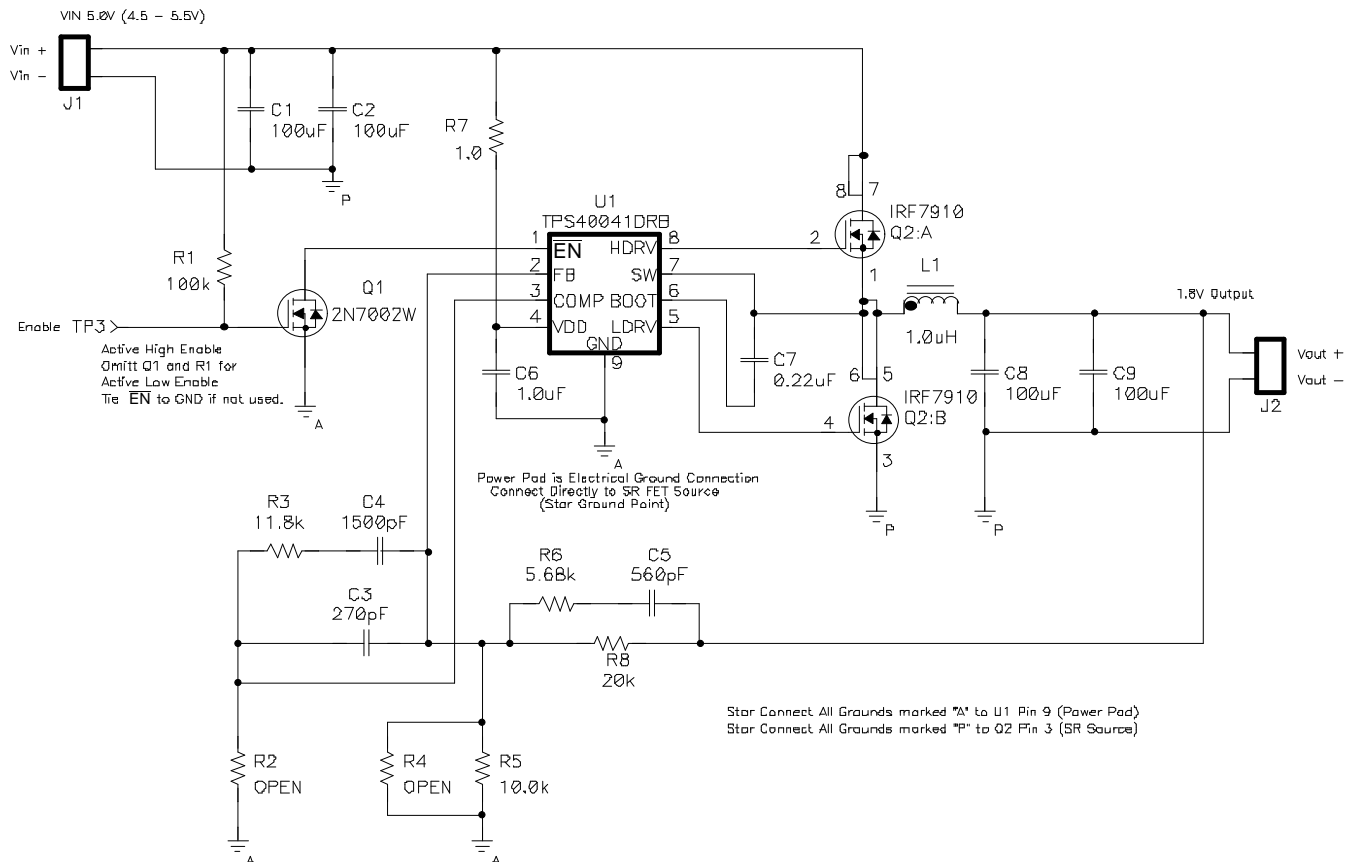 VIN 5.0V (4.5 - 5.5V)
Vin +
Vin -
J1
C1
100uF
C2
100uF
P
R7
1.0
R1
100k
Enable TP3
Q1
2N7002W
Active High Enable
Omitt Q1 and R1 for
Active Low Enable
Tie EN to GND if not used.
A
U1
TPS40041DRB
1 EN HDRV 8
2 FB SW 7
3 COMP BOOT 6
4 VDD LDRV 5
GND
9
C6
1.0uF
A
Power Pad is Electrical Ground Connection
Connect Directly to SR FET Source
(Star Ground Point)
8 7
IRF7910
Q2:A
2
1
L1
1.0uH
C7
0.22uF
6 5
IRF7910
Q2:B
4
3
P
C8
100uF
C9
100uF
P
1.8V Output
Vout +
Vout -
J2
R3
11.8k
C4
1500pF
C3
270pF
R6
5.68k
C5
560pF
R8
20k
R2
OPEN
A
R4
OPEN
R5
10.0k
A
Star Connect All Grounds marked "A" to U1 Pin 9 (Power Pad)
Star Connect All Grounds marked "P" to Q2 Pin 3 (SR Source)